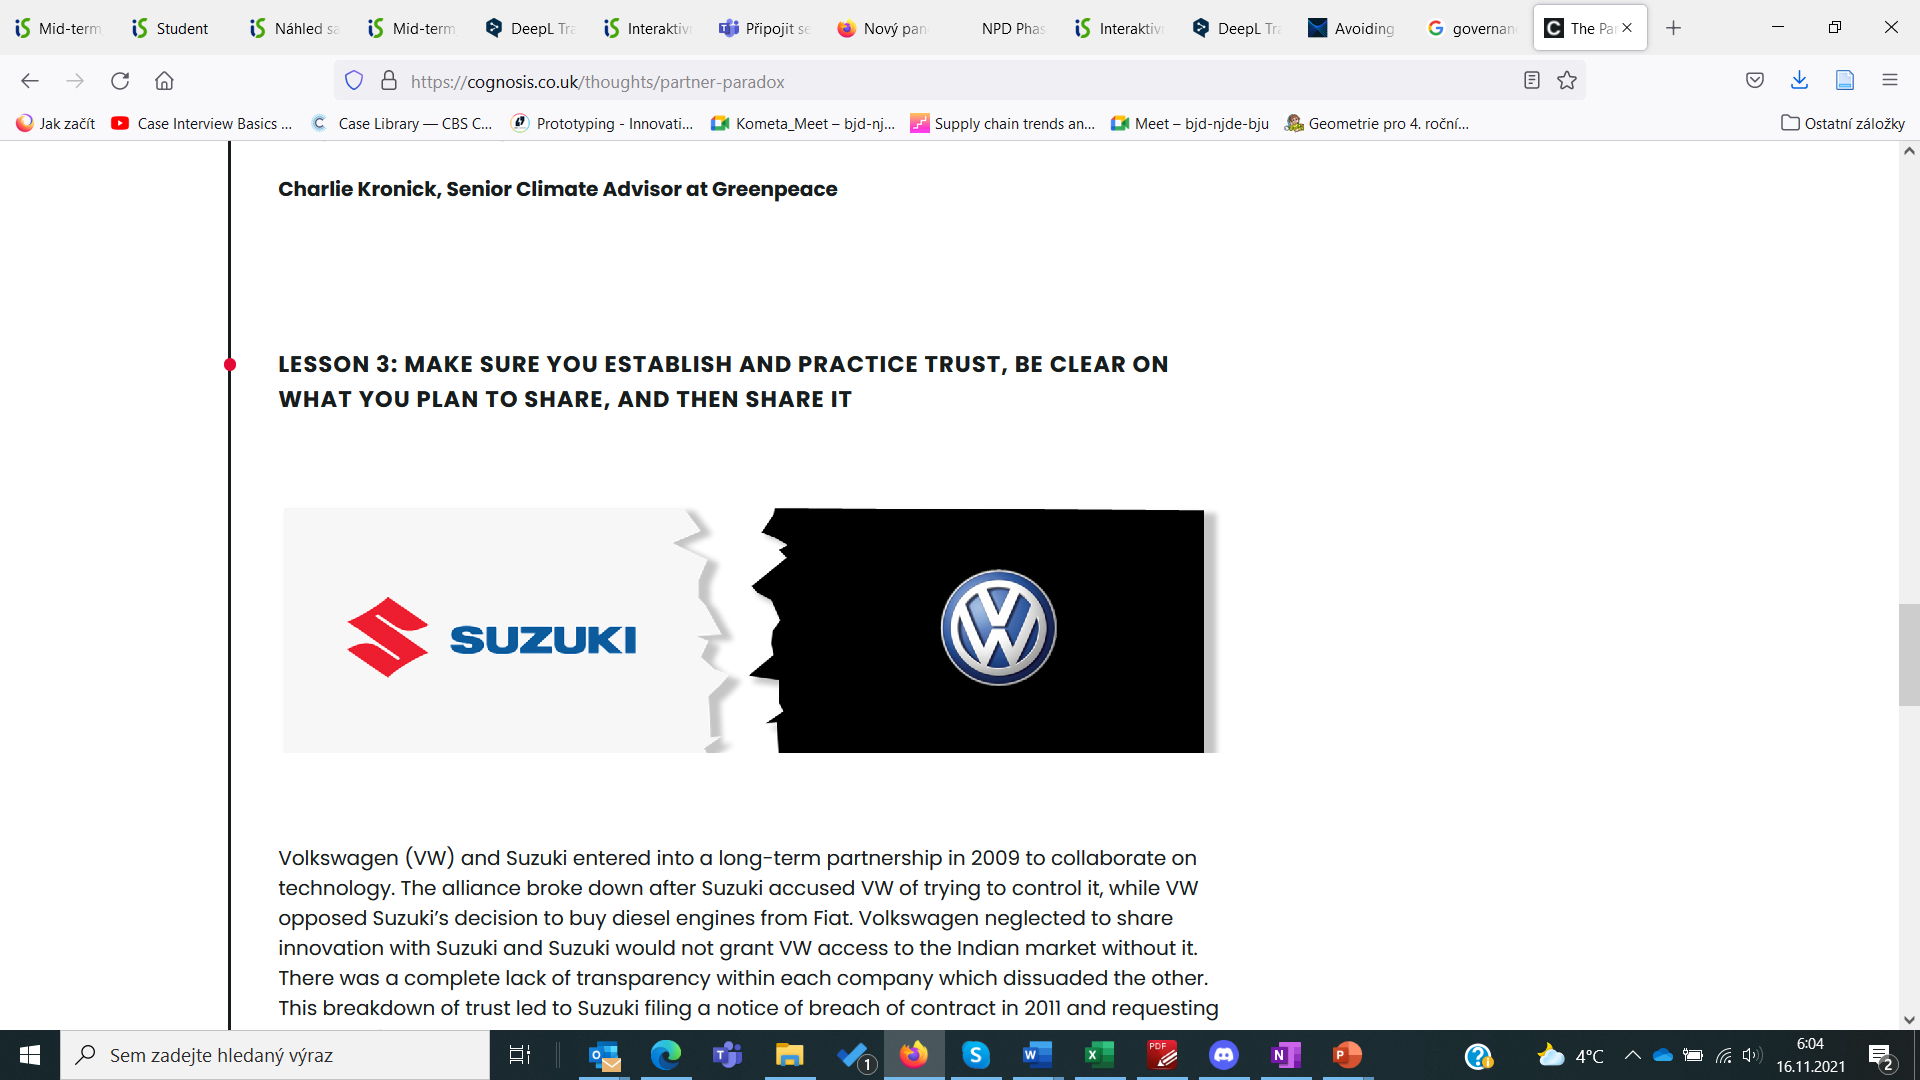 Mid-term
Student
Náhled sa
Mid-term
DeepL Tra
Interaktivn
Připojit se
Nový pan
NPD Phas
Interaktivn
DeepL Tra
Avoiding
governan
The Par
https://cognosis.co.uk/thoughts/partner-paradox
Jak začít
Case Interview Basics ...
Case Library — CBS C...
Prototyping - Innovati...
Kometa_Meet – bjd-nj...
Supply chain trends an...
Meet – bjd-njde-bju
Geometrie pro 4. roční...
Ostatní záložky
Charlie Kronick, Senior Climate Advisor at Greenpeace
LESSON 3: MAKE SURE YOU ESTABLISH AND PRACTICE TRUST, BE CLEAR ON
WHAT YOU PLAN TO SHARE, AND THEN SHARE IT
SUZUKI
Volkswagen (VW) and Suzuki entered into a long-term partnership in 2009 to collaborate on
technology. The alliance broke down after Suzuki accused VW of trying to control it, while VW
opposed Suzuki’s decision to buy diesel engines from Fiat. Volkswagen neglected to share
innovation with Suzuki and Suzuki would not grant VW access to the Indian market without it.
There was a complete lack of transparency within each company which dissuaded the other.
This breakdown of trust led to Suzuki filing a notice of breach of contract in 2011 and requesting
Sem zadejte hledaný výraz
1
PDF
4°C
6:04
16.11.2021
2